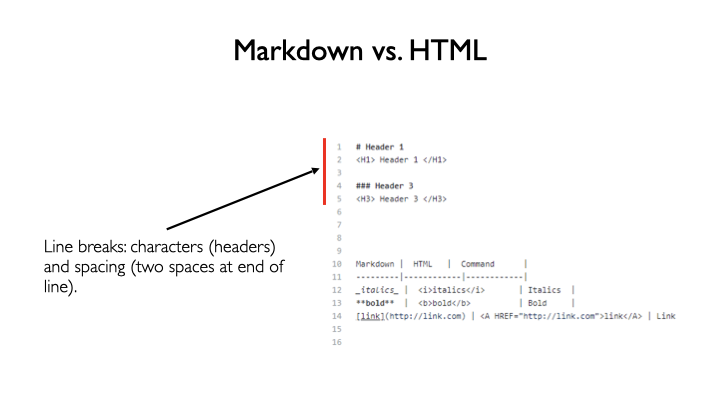 Markdown vs. HTML
Line breaks: characters (headers)
and spacing (two spaces at end of
line).
1 # Header 1
2 <H1> Header 1 </H1>
3
4 ### Header 3
5 <H3> Header 3 </H3>
6
7
8
9
10 Markdown | HTML | Command |
11 ---------|------------|------------|
12 _italics_ | <i>italics</i> | Italics |
13 **bold** | <b>bold</b> | Bold |
14 [link](http://link.com) | <A HREF="http://link.com">link</A> | Link
15
16